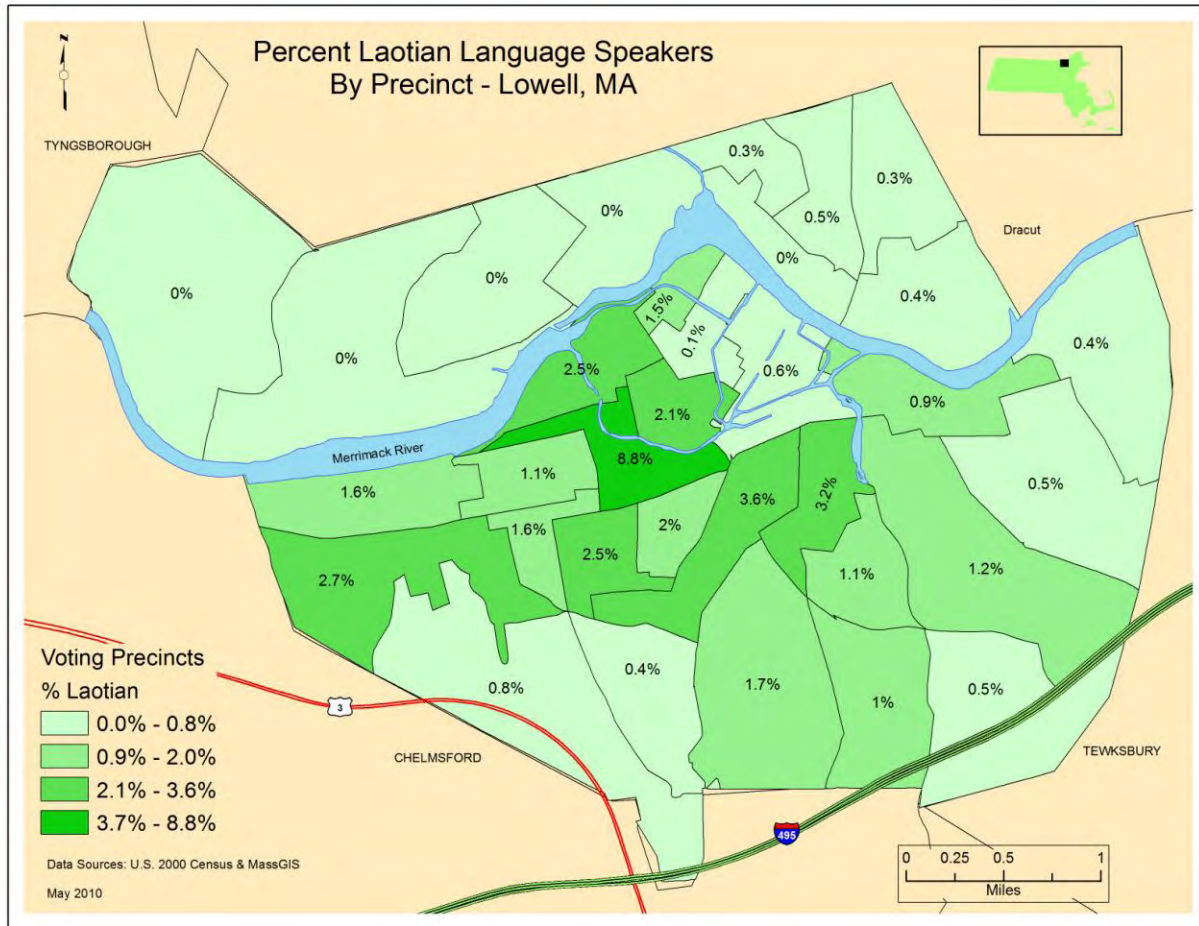 Percent Laotian Language Speakers
By Precinct - Lowell, MA
N
TYNGSBOROUGH
0.3%
0.3%
0%
0.5%
Dracut
0%
0%
0%
0.4%
0%
1.5%
0.1%
0.4%
2.5%
0.6%
0.9%
2.1%
Merrimack River
8.8%
1.6%
1.1%
3.6%
3.2%
0.5%
1.6%
2%
2.5%
2.7%
1.1%
1.2%
0.4%
0.8%
1.7%
1%
0.5%
Voting Precincts
% Laotian
0.0% - 0.8%
0.9% - 2.0%
2.1% - 3.6%
3.7% - 8.8%
3
CHELMSFORD
TEWKSBURY
495
Data Sources: U.S. 2000 Census & MassGIS
May 2010
0 0.25 0.5 1
Miles